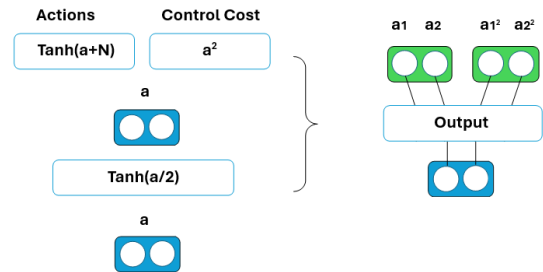 Actions
Control Cost
Tanh(a+N)
a²
a
Tanh(a/2)
a
a1 a2 a1² a2²
Output